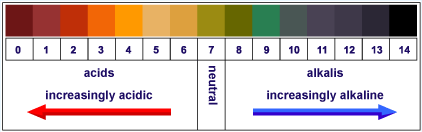 0 1 2 3 4 5 6 7 8 9 10 11 12 13 14
acids
neutral
alkalis
increasingly acidic
increasingly alkaline